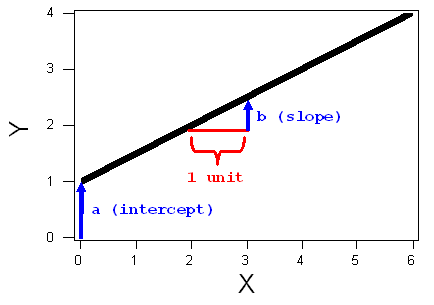 4
3
2
1
0
Y
b (slope)
1 unit
a (intercept)
0 1 2 3 4 5 6
X